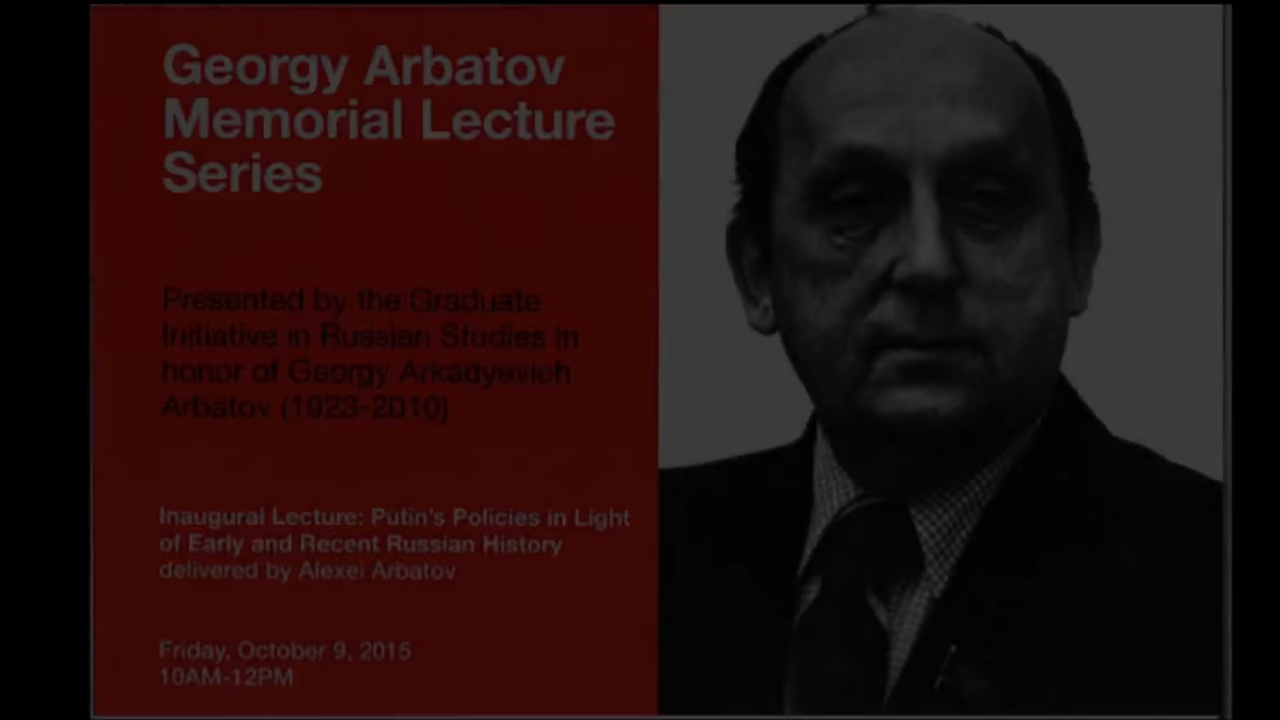 Georgy Arbatov
Memorial Lecture
Series
Presented by the Graduate
Initiative in Russian Studies in
honor of Georgy Arkadyevich
Arbatov (1923-2010)
Inaugural Lecture: Putin's Policies in Light
of Early and Recent Russian History
delivered by Alexei Arbatov
Friday, October 9, 2015
10AM-12PM